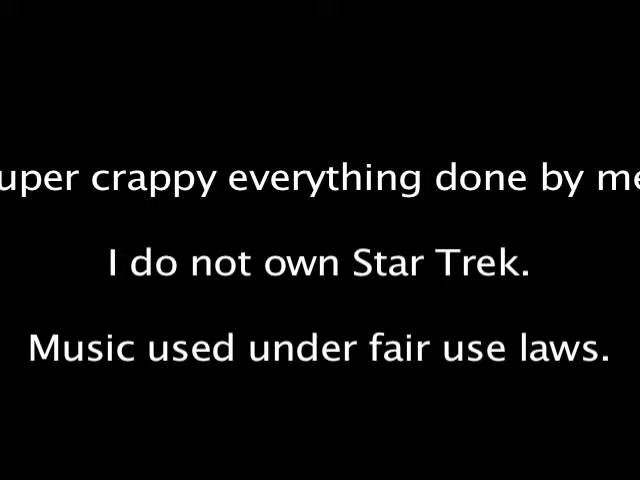 uper crappy everything done by me
I do not own Star Trek.
Music used under fair use laws.